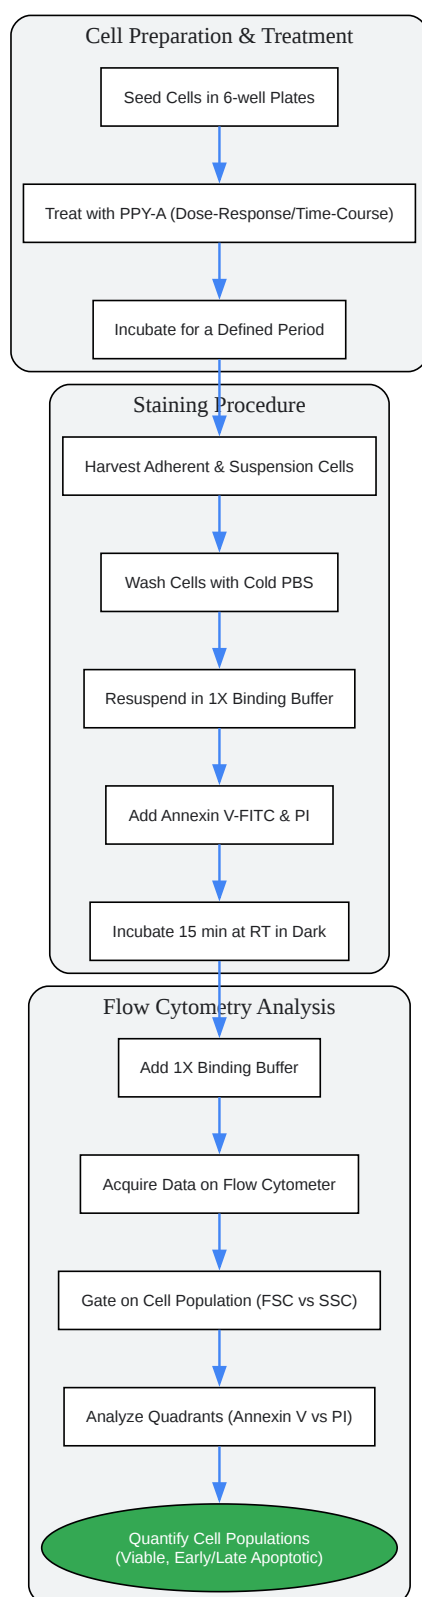 Cell Preparation & Treatment
Seed Cells in 6-well Plates
Treat with PPY-A (Dose-Response/Time-Course)
Incubate for a Defined Period
Staining Procedure
Harvest Adherent & Suspension Cells
Wash Cells with Cold PBS
Resuspend in 1X Binding Buffer
Add Annexin V-FITC & PI
Incubate 15 min at RT in Dark
Flow Cytometry Analysis
Add 1X Binding Buffer
Acquire Data on Flow Cytometer
Gate on Cell Population (FSC vs SSC)
Analyze Quadrants (Annexin V vs PI)
Quantify Cell Populations
(Viable, Early/Late Apoptotic)